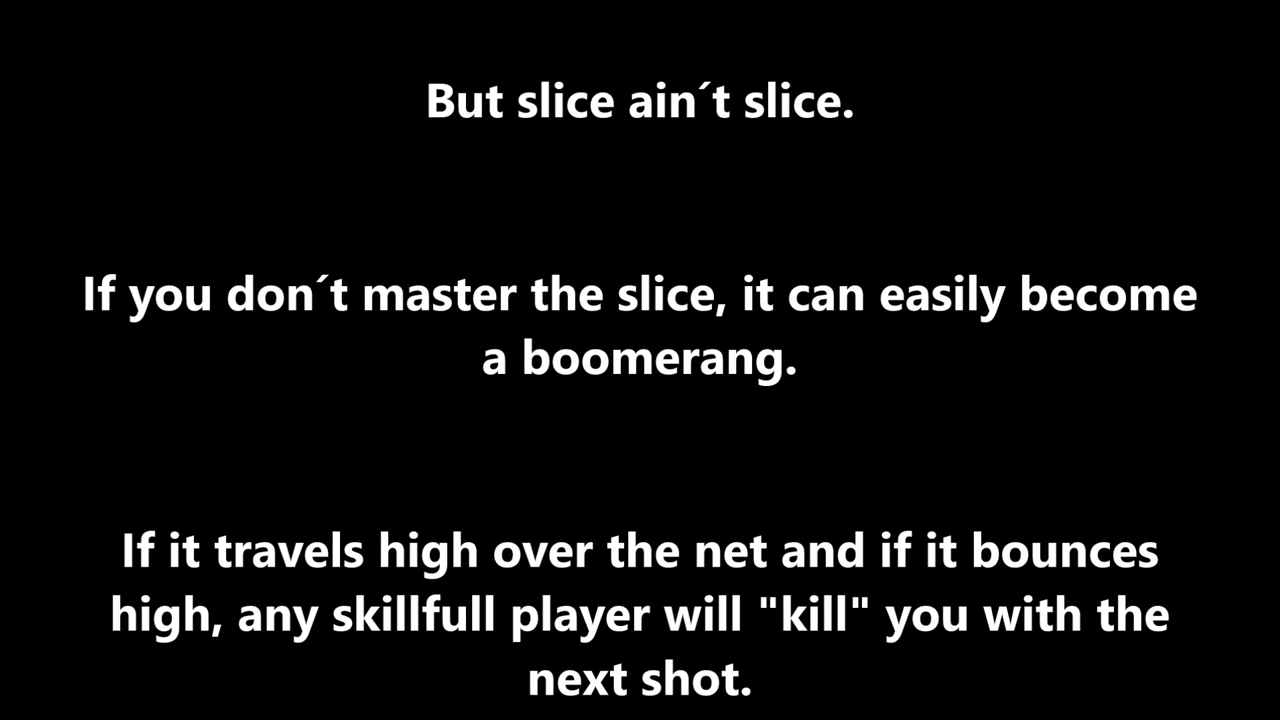 But slice ain´t slice.
If you don´t master the slice, it can easily become
a boomerang.
If it travels high over the net and if it bounces
high, any skillfull player will "kill" you with the
next shot.